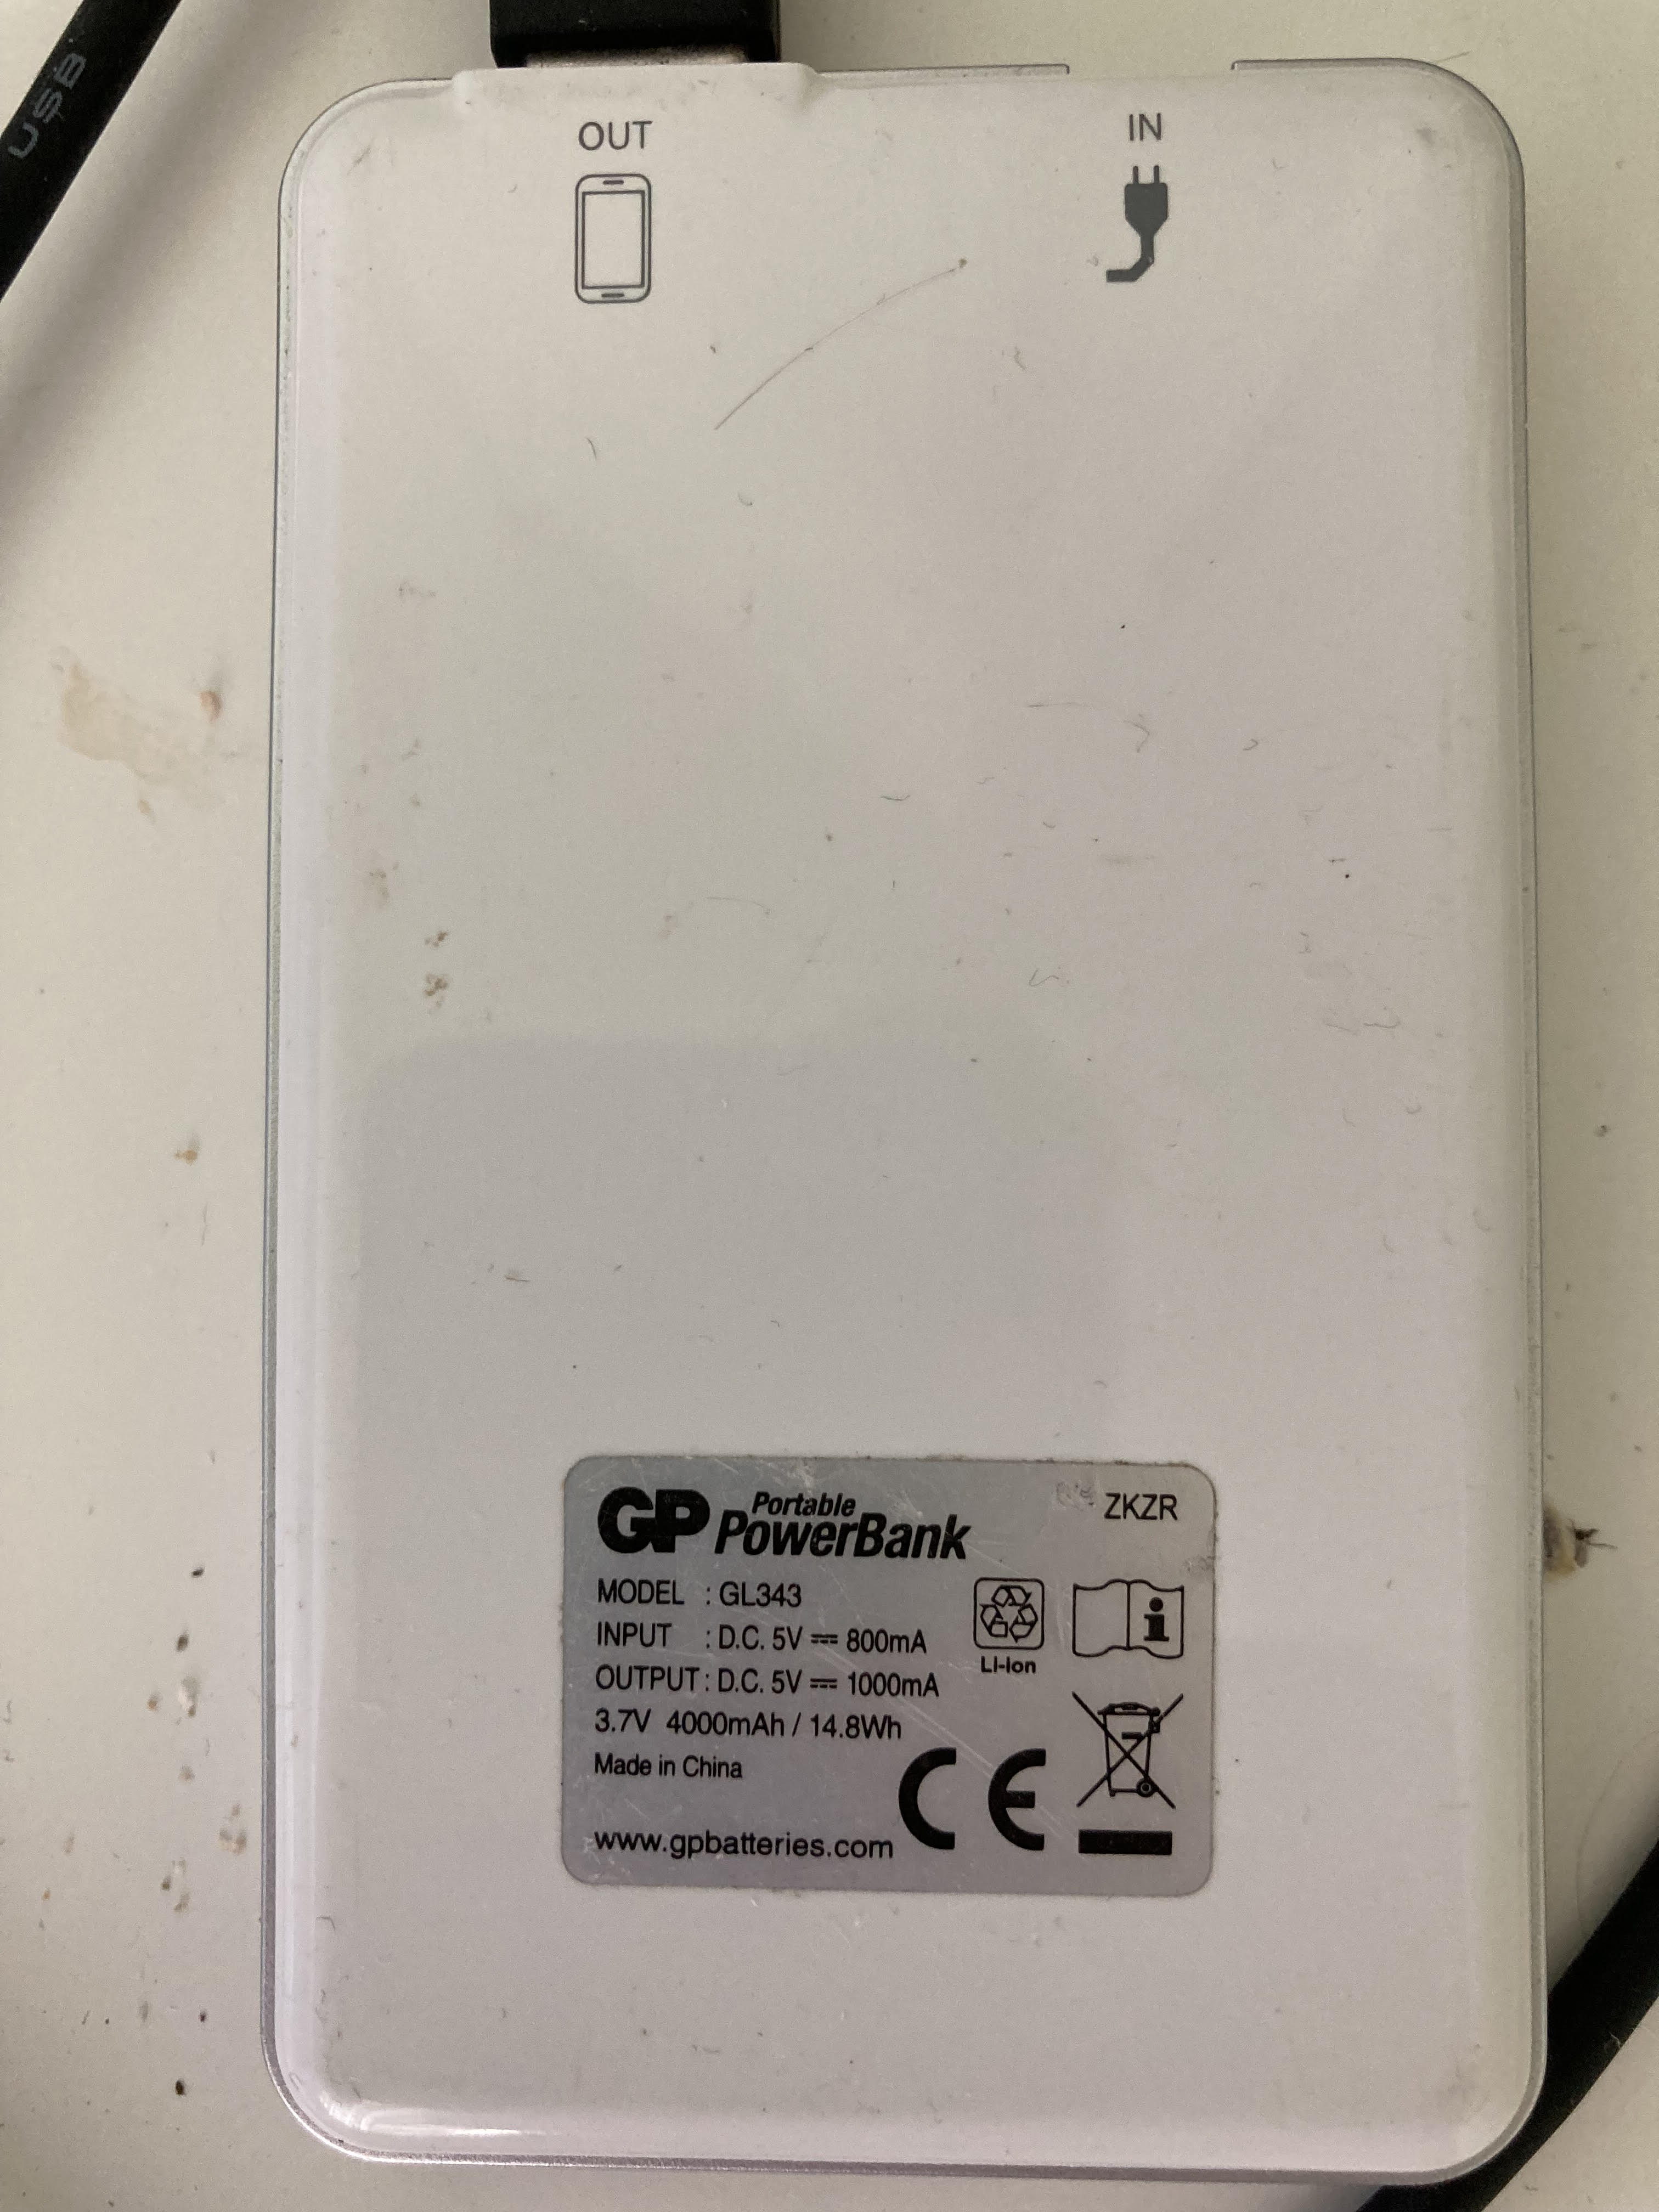 USB
OUT
IN
GP Portable PowerBank
ZKZR
MODEL : GL343
INPUT : D.C. 5V ⎓ 800mA
OUTPUT : D.C. 5V ⎓ 1000mA
3.7V 4000mAh / 14.8Wh
Made in China
www.gpbatteries.com
Li-Ion
CE